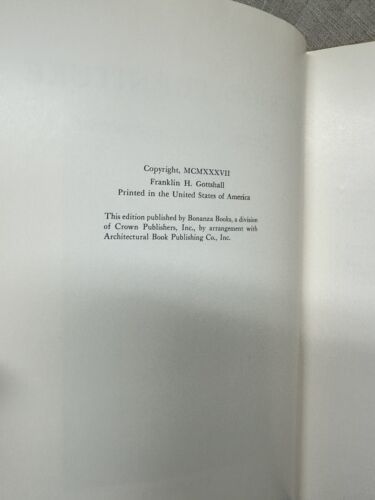 Copyright, MCMXXXVII
Franklin H. Gottshall
Printed in the United States of America
This edition published by Bonanza Books, a division
of Crown Publishers, Inc., by arrangement with
Architectural Book Publishing Co., Inc.